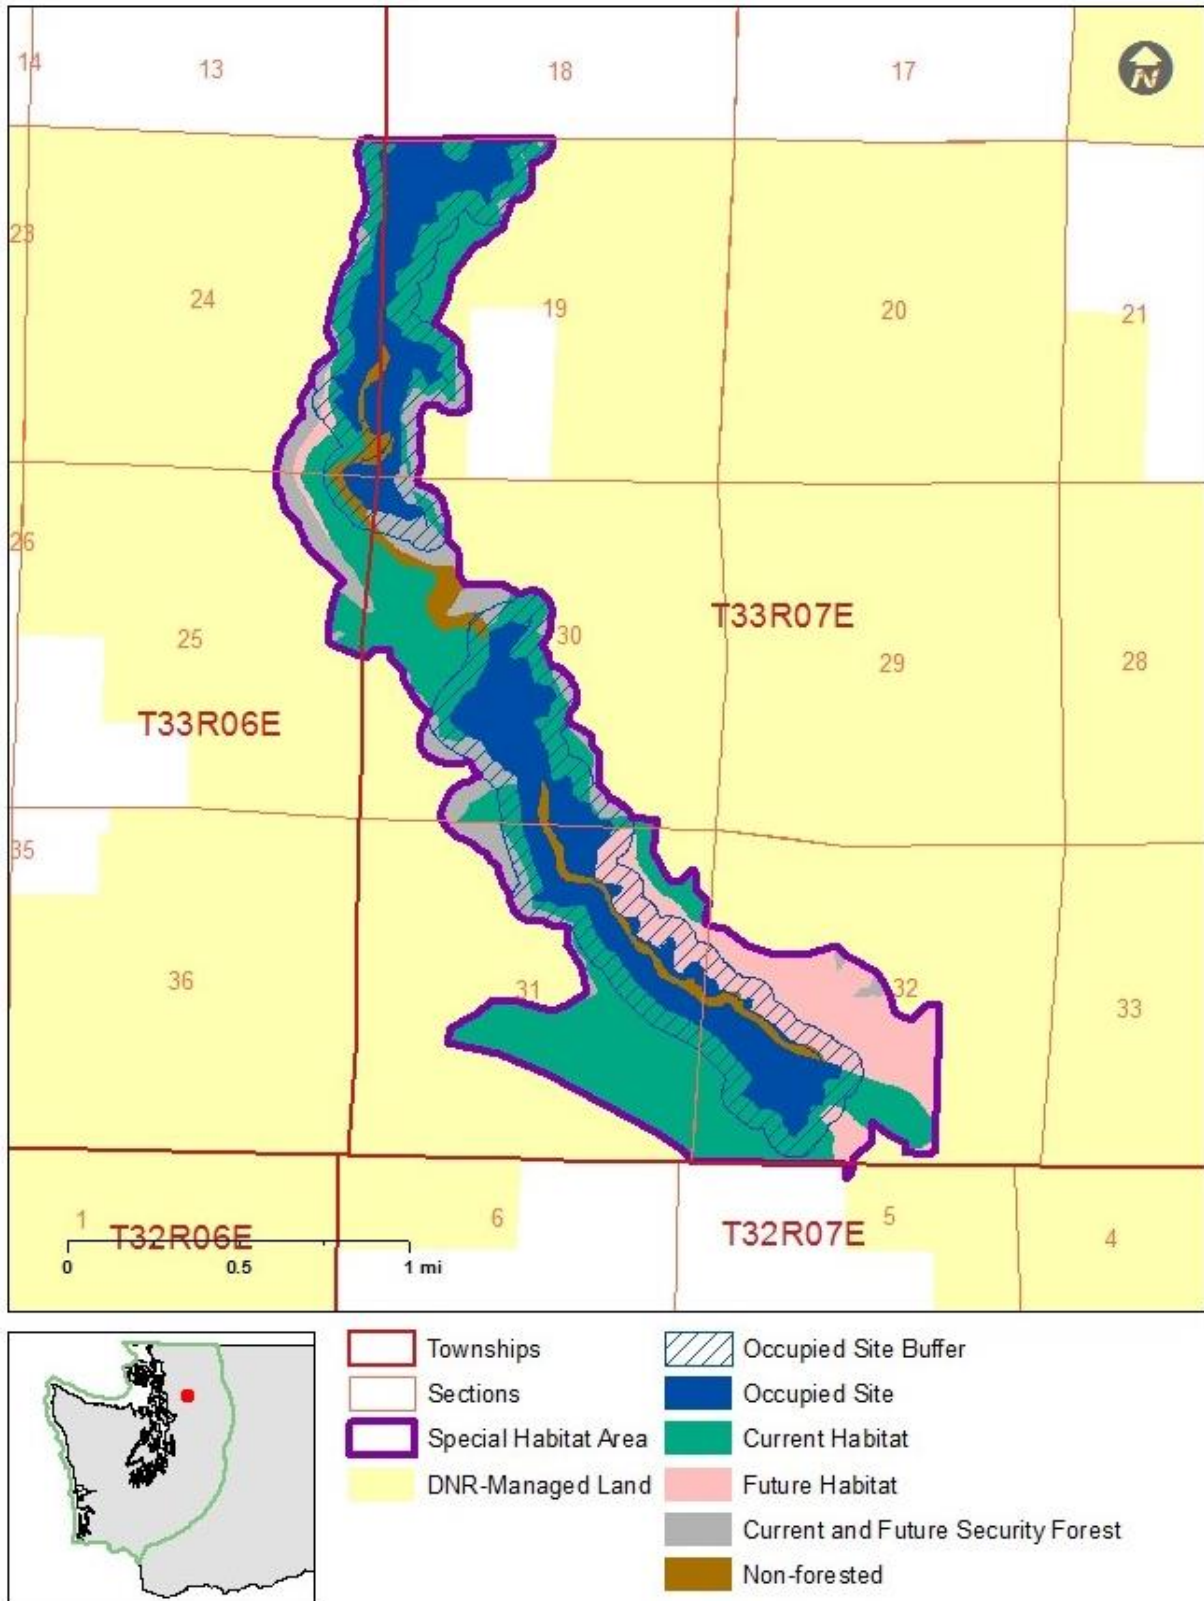 14
13
18
17
N
23
24
19
20
21
26
25
30
29
28
T33R07E
T33R06E
35
36
31
32
33
1
T32R06E
6
T32R07E
5
4
0 0.5 1 mi
Townships
Sections
Special Habitat Area
DNR-Managed Land
Occupied Site Buffer
Occupied Site
Current Habitat
Future Habitat
Current and Future Security Forest
Non-forested